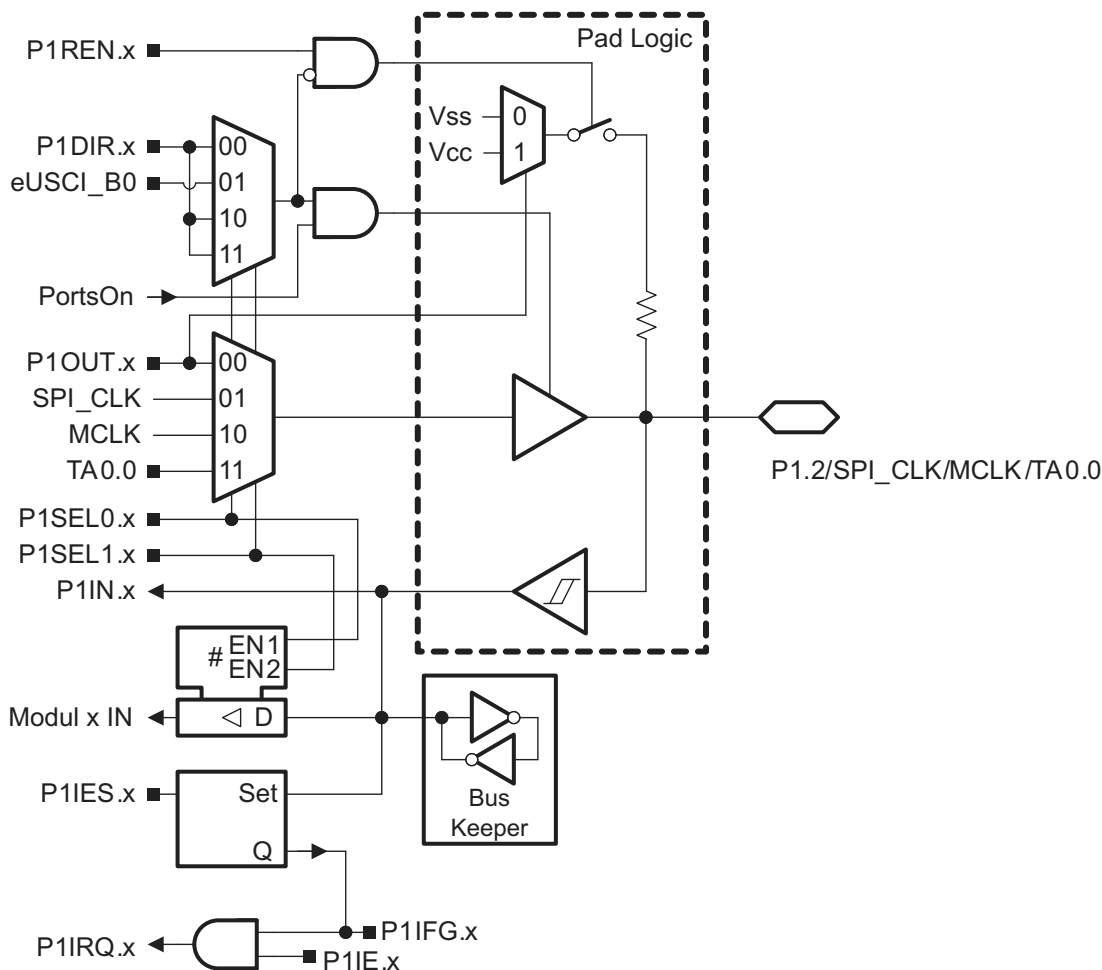 Pad Logic
P1REN.x
Vss 0
Vcc 1
P1DIR.x 00
eUSCI_B0 01
10
11
PortsOn
P1OUT.x 00
SPI_CLK 01
MCLK 10
TA0.0 11
P1.2/SPI_CLK/MCLK/TA0.0
P1SEL0.x
P1SEL1.x
P1IN.x
# EN1
EN2
Modul x IN D
P1IES.x Set
Q
Bus
Keeper
P1IFG.x
P1IRQ.x
P1IE.x